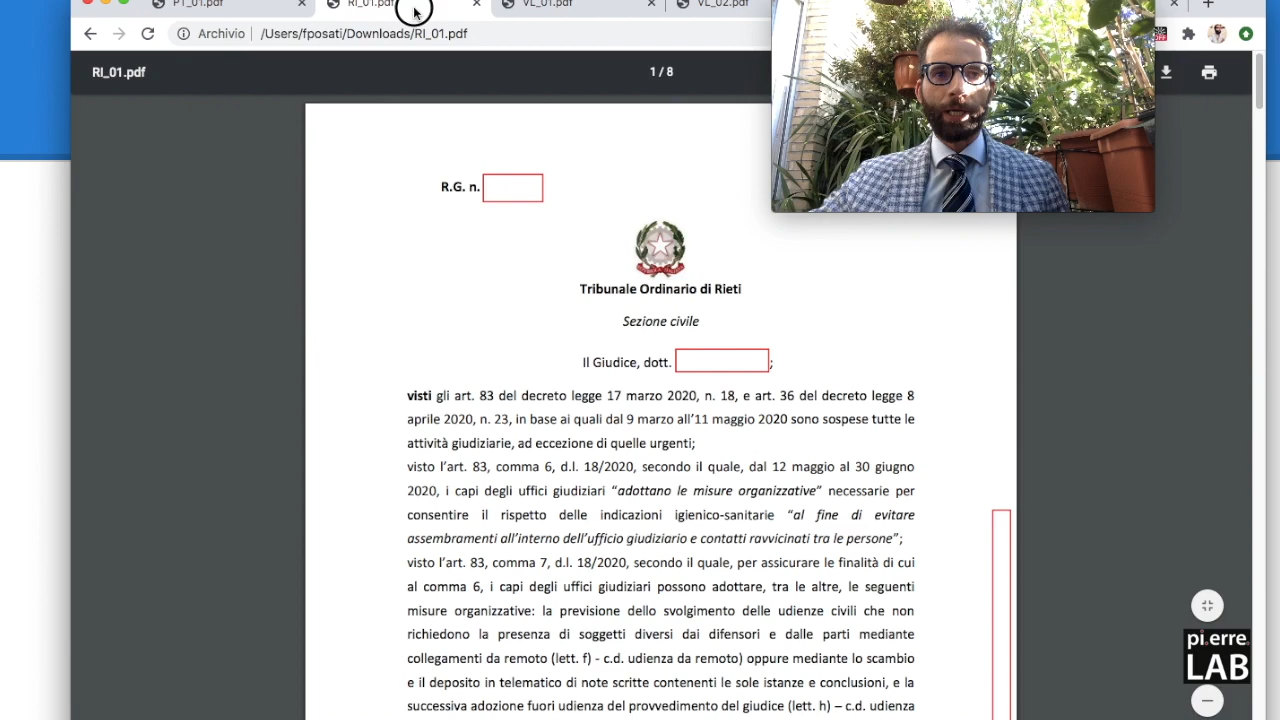 PT_01.pdf
RI_01.pdf
VL_01.pdf
VL_02.pdf
Archivio
/Users/fposati/Downloads/RI_01.pdf
OFF
RI_01.pdf
1 / 8
R.G. n.
Tribunale Ordinario di Rieti
Sezione civile
Il Giudice, dott. ;
visti gli art. 83 del decreto legge 17 marzo 2020, n. 18, e art. 36 del decreto legge 8
aprile 2020, n. 23, in base ai quali dal 9 marzo all’11 maggio 2020 sono sospese tutte le
attività giudiziarie, ad eccezione di quelle urgenti;
visto l’art. 83, comma 6, d.l. 18/2020, secondo il quale, dal 12 maggio al 30 giugno
2020, i capi degli uffici giudiziari “adottano le misure organizzative” necessarie per
consentire il rispetto delle indicazioni igienico-sanitarie “al fine di evitare
assembramenti all’interno dell’ufficio giudiziario e contatti ravvicinati tra le persone”;
visto l’art. 83, comma 7, d.l. 18/2020, secondo il quale, per assicurare le finalità di cui
al comma 6, i capi degli uffici giudiziari possono adottare, tra le altre, le seguenti
misure organizzative: la previsione dello svolgimento delle udienze civili che non
richiedono la presenza di soggetti diversi dai difensori e dalle parti mediante
collegamenti da remoto (lett. f) - c.d. udienza da remoto) oppure mediante lo scambio
e il deposito in telematico di note scritte contenenti le sole istanze e conclusioni, e la
successiva adozione fuori udienza del provvedimento del giudice (lett. h) – c.d. udienza
pi.erre.
LAB